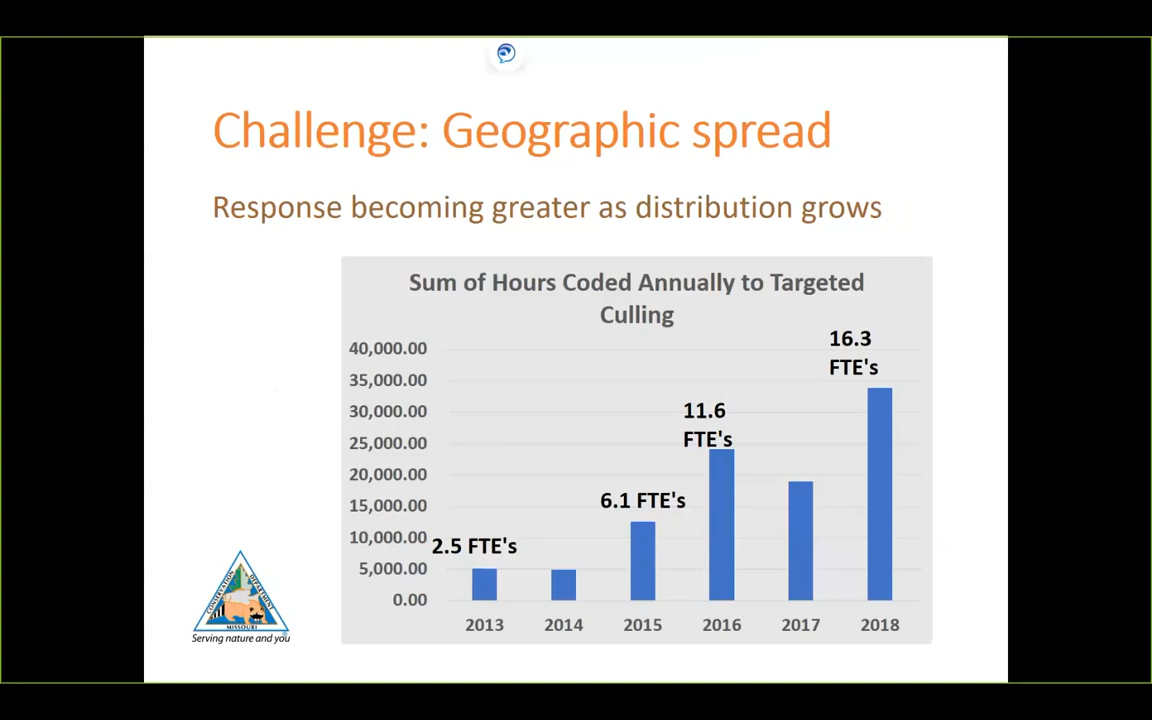 Challenge: Geographic spread
Response becoming greater as distribution grows
Sum of Hours Coded Annually to Targeted
Culling
40,000.00
35,000.00
30,000.00
25,000.00
20,000.00
15,000.00
10,000.00
5,000.00
0.00
2.5 FTE's
6.1 FTE's
11.6
FTE's
16.3
FTE's
2013 2014 2015 2016 2017 2018
CONSERVATION
DEPARTMENT
MISSOURI
Serving nature and you